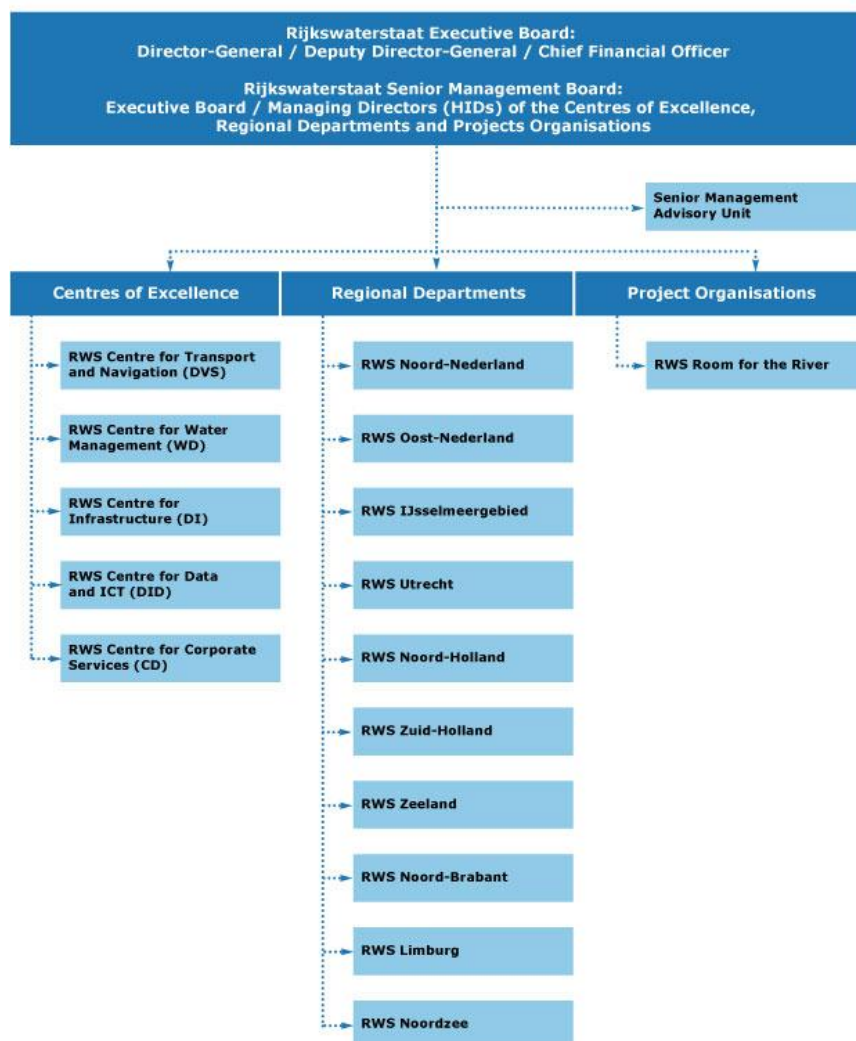 Rijkswaterstaat Executive Board:
Director-General / Deputy Director-General / Chief Financial Officer
Rijkswaterstaat Senior Management Board:
Executive Board / Managing Directors (HIDs) of the Centres of Excellence,
Regional Departments and Projects Organisations
Senior Management
Advisory Unit
Centres of Excellence
RWS Centre for Transport
and Navigation (DVS)
RWS Centre for Water
Management (WD)
RWS Centre for
Infrastructure (DI)
RWS Centre for Data
and ICT (DID)
RWS Centre for Corporate
Services (CD)
Regional Departments
RWS Noord-Nederland
RWS Oost-Nederland
RWS IJsselmeergebied
RWS Utrecht
RWS Noord-Holland
RWS Zuid-Holland
RWS Zeeland
RWS Noord-Brabant
RWS Limburg
RWS Noordzee
Project Organisations
RWS Room for the River